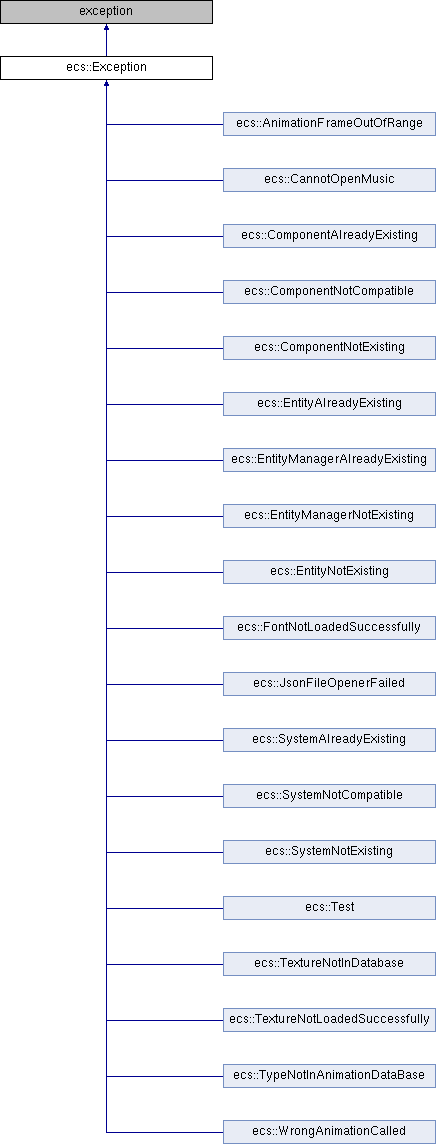 exception
ecs::Exception
ecs::AnimationFrameOutOfRange
ecs::CannotOpenMusic
ecs::ComponentAlreadyExisting
ecs::ComponentNotCompatible
ecs::ComponentNotExisting
ecs::EntityAlreadyExisting
ecs::EntityManagerAlreadyExisting
ecs::EntityManagerNotExisting
ecs::EntityNotExisting
ecs::FontNotLoadedSuccessfully
ecs::JsonFileOpenerFailed
ecs::SystemAlreadyExisting
ecs::SystemNotCompatible
ecs::SystemNotExisting
ecs::Test
ecs::TextureNotInDatabase
ecs::TextureNotLoadedSuccessfully
ecs::TypeNotInAnimationDataBase
ecs::WrongAnimationCalled